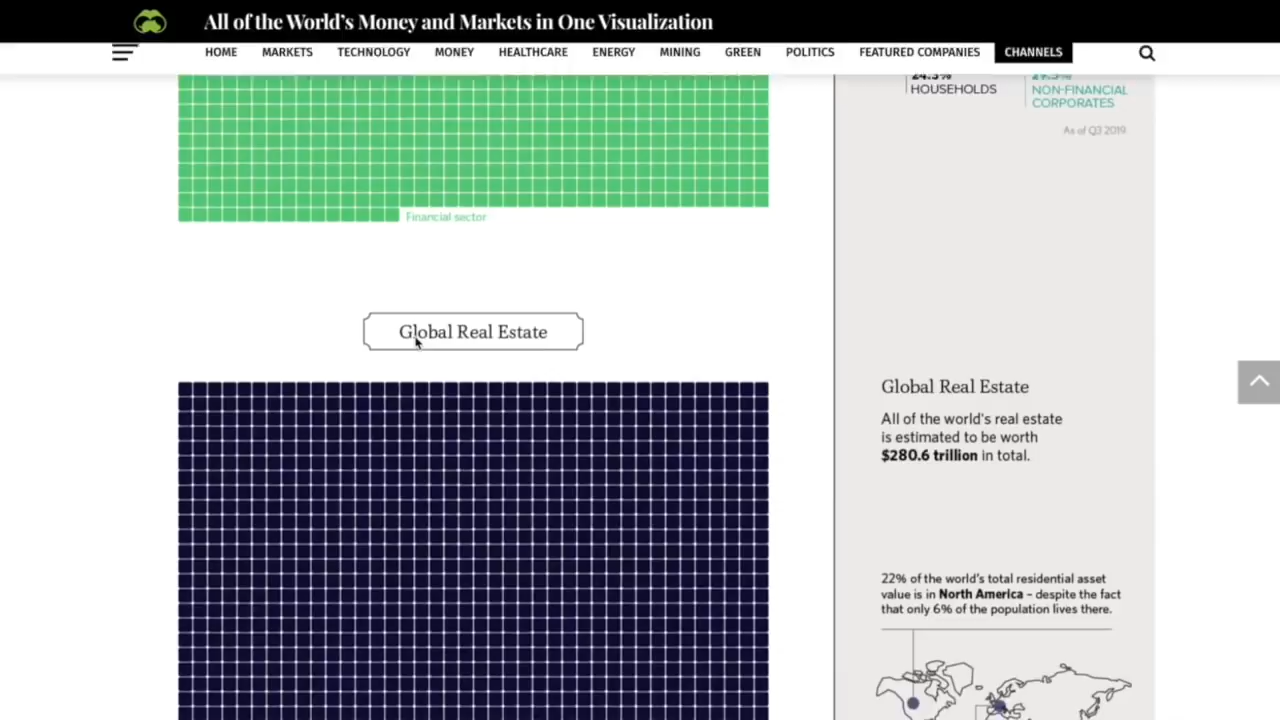 All of the World's Money and Markets in One Visualization
HOME MARKETS TECHNOLOGY MONEY HEALTHCARE ENERGY MINING GREEN POLITICS FEATURED COMPANIES CHANNELS
HOUSEHOLDS
NON-FINANCIAL
CORPORATES
As of Q3 2019
Financial sector
Global Real Estate
Global Real Estate
All of the world's real estate
is estimated to be worth
$280.6 trillion in total.
22% of the world's total residential asset
value is in North America – despite the fact
that only 6% of the population lives there.